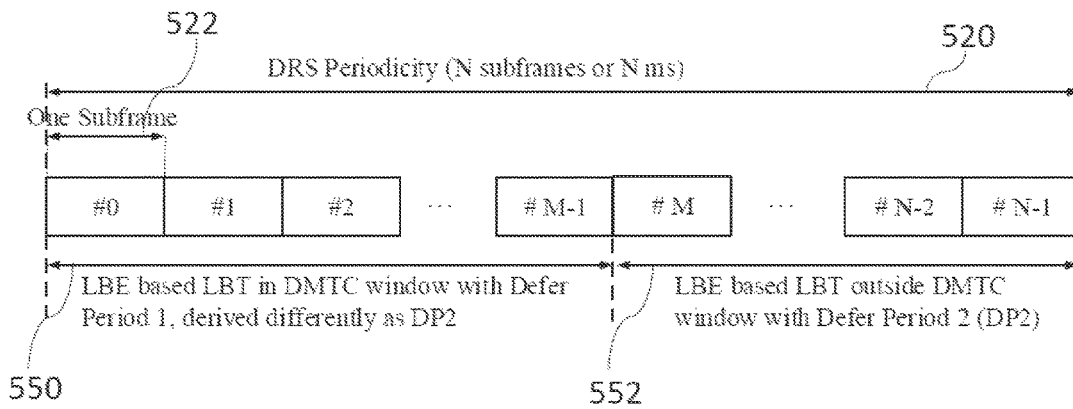 522
520
DRS Periodicity (N subframes or N ms)
One Subframe
#0 #1 #2 ... # M-1 # M ... # N-2 # N-1
LBE based LBT in DMTC window with Defer
Period 1, derived differently as DP2
LBE based LBT outside DMTC
window with Defer Period 2 (DP2)
550
552